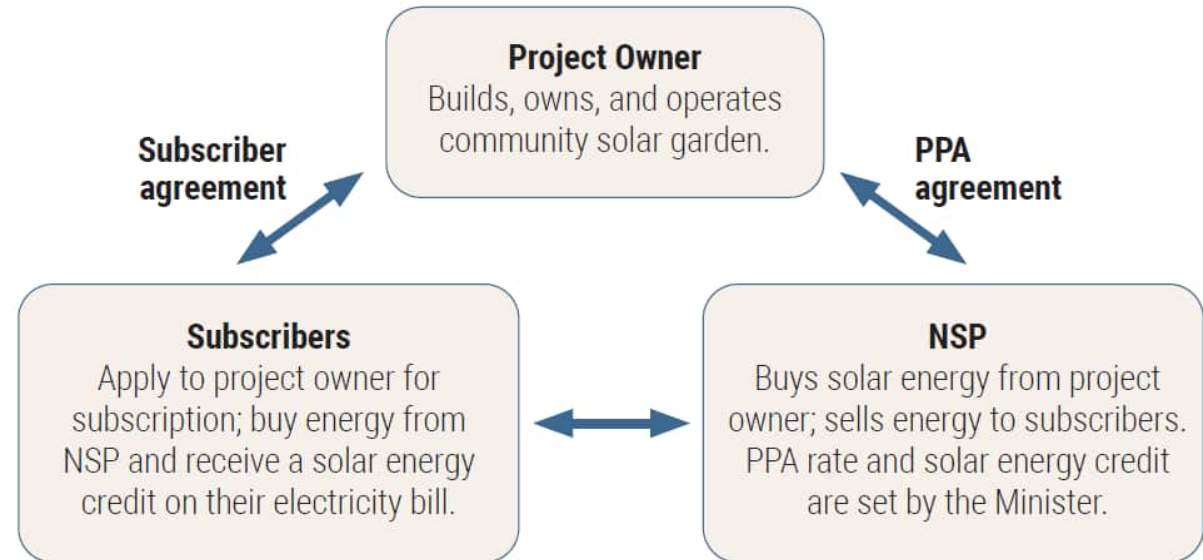 Project Owner
Builds, owns, and operates
community solar garden.
Subscriber
agreement
PPA
agreement
Subscribers
Apply to project owner for
subscription; buy energy from
NSP and receive a solar energy
credit on their electricity bill.
NSP
Buys solar energy from project
owner; sells energy to subscribers.
PPA rate and solar energy credit
are set by the Minister.